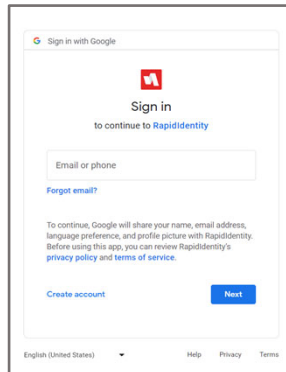 Sign in with Google
Sign in
to continue to RapidIdentity
Email or phone
Forgot email?
To continue, Google will share your name, email address,
language preference, and profile picture with RapidIdentity.
Before using this app, you can review RapidIdentity's
privacy policy and terms of service.
Create account
Next
English (United States)
Help
Privacy
Terms